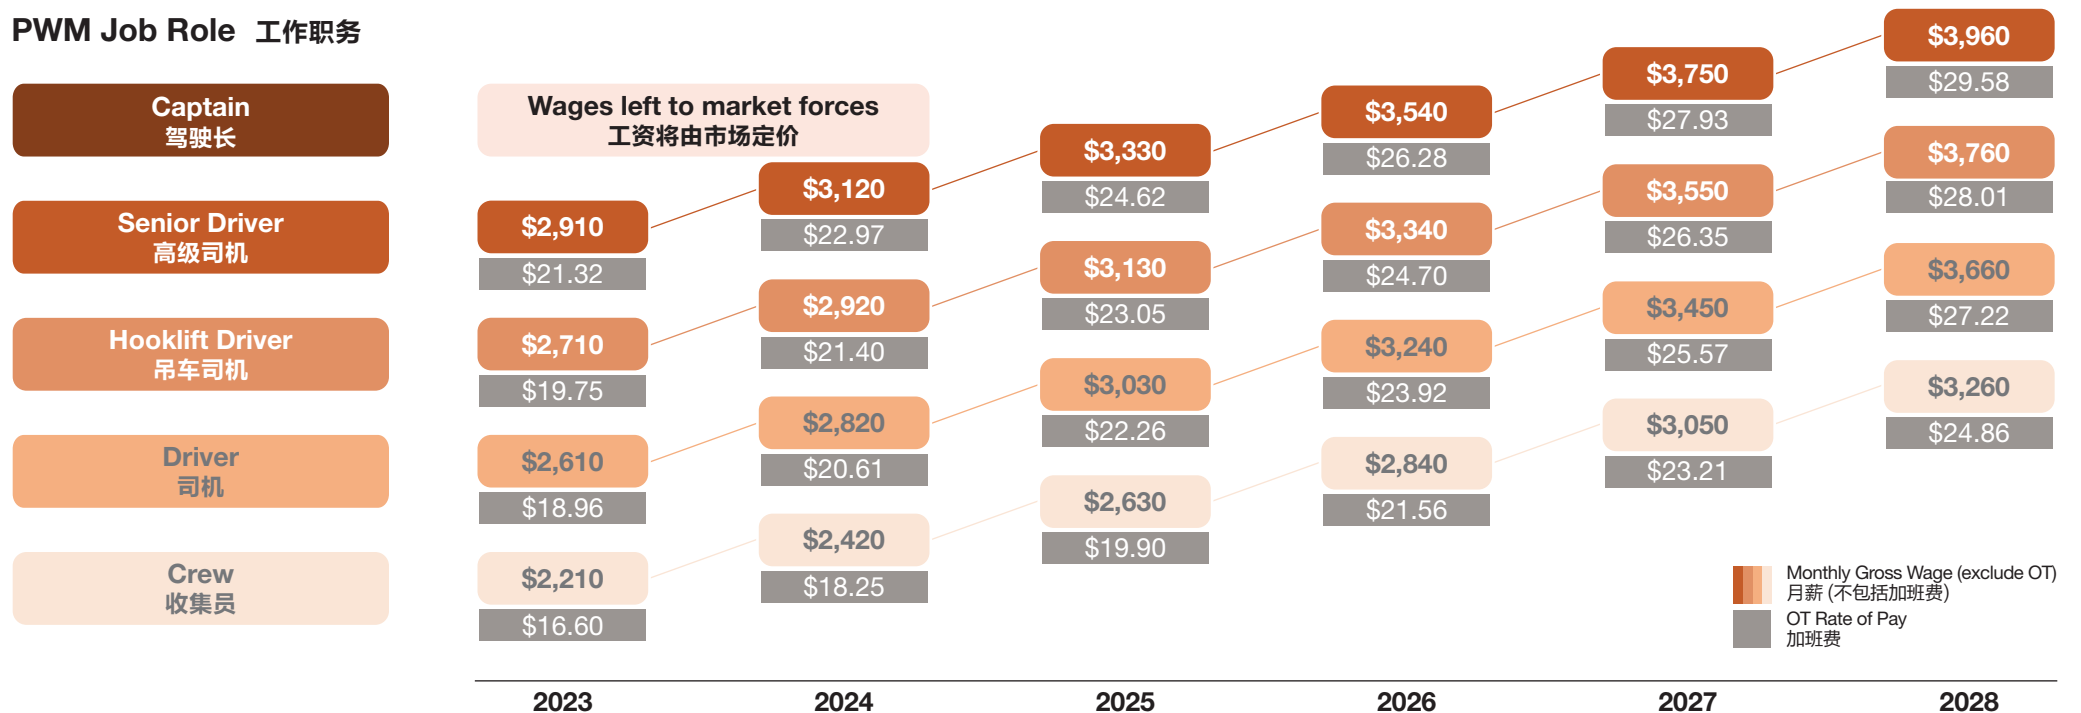 PWM Job Role 工作职务
Captain
驾驶长
Wages left to market forces
工资将由市场定价
Senior Driver
高级司机
$2,910
$21.32
$3,120
$22.97
$3,330
$24.62
$3,540
$26.28
$3,750
$27.93
$3,960
$29.58
Hooklift Driver
吊车司机
$2,710
$19.75
$2,920
$21.40
$3,130
$23.05
$3,340
$24.70
$3,550
$26.35
$3,760
$28.01
Driver
司机
$2,610
$18.96
$2,820
$20.61
$3,030
$22.26
$3,240
$23.92
$3,450
$25.57
$3,660
$27.22
Crew
收集员
$2,210
$16.60
$2,420
$18.25
$2,630
$19.90
$2,840
$21.56
$3,050
$23.21
$3,260
$24.86
Monthly Gross Wage (exclude OT)
月薪 (不包括加班费)
OT Rate of Pay
加班费
2023 2024 2025 2026 2027 2028